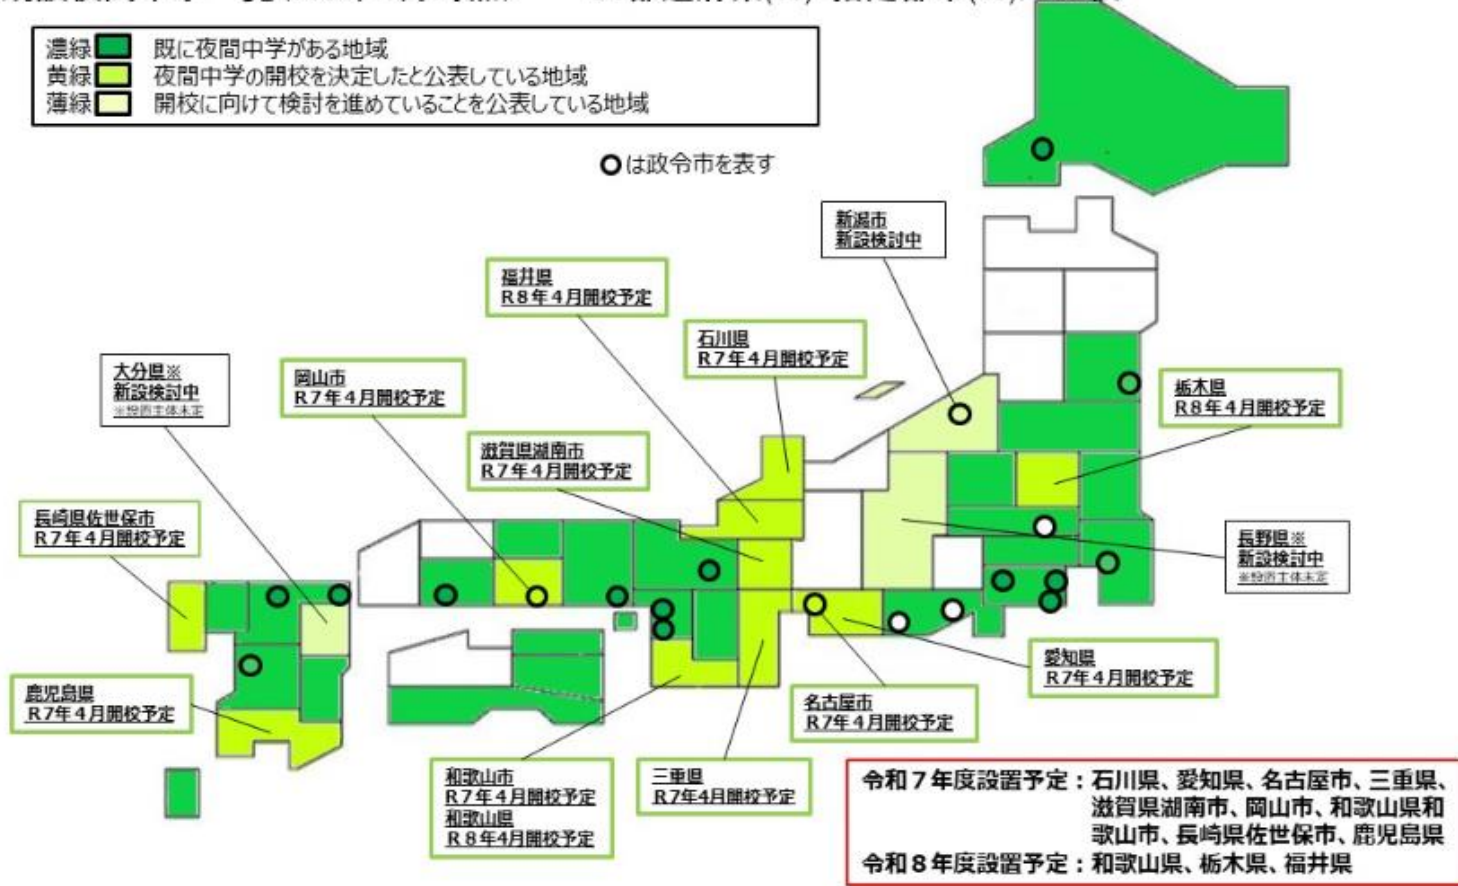 濃緑 既に夜間中学がある地域
黄緑 夜間中学の開校を決定したと公表している地域
薄緑 開校に向けて検討を進めていることを公表している地域
○は政令市を表す
新潟市
新設検討中
福井県
R8年4月開校予定
石川県
R7年4月開校予定
大分県※
新設検討中
※設置主体未定
岡山市
R7年4月開校予定
栃木県
R8年4月開校予定
滋賀県湖南市
R7年4月開校予定
長崎県佐世保市
R7年4月開校予定
長野県※
新設検討中
※設置主体未定
愛知県
R7年4月開校予定
鹿児島県
R7年4月開校予定
名古屋市
R7年4月開校予定
和歌山市
R7年4月開校予定
和歌山県
R8年4月開校予定
三重県
R7年4月開校予定
令和7年度設置予定：石川県、愛知県、名古屋市、三重県、
滋賀県湖南市、岡山市、和歌山県和
歌山市、長崎県佐世保市、鹿児島県
令和8年度設置予定：和歌山県、栃木県、福井県